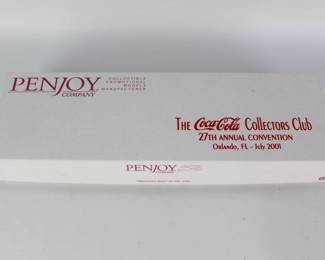 PENJOY
COMPANY
COLLECTIBLE
PROMOTIONAL
MODELS
MANUFACTURER
THE Coca-Cola COLLECTORS CLUB
27TH ANNUAL CONVENTION
ORLANDO, FL - JULY 2001
PENJOY
COMPANY